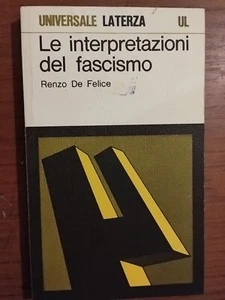 UNIVERSALE LATERZA UL
Le interpretazioni
del fascismo
Renzo De Felice